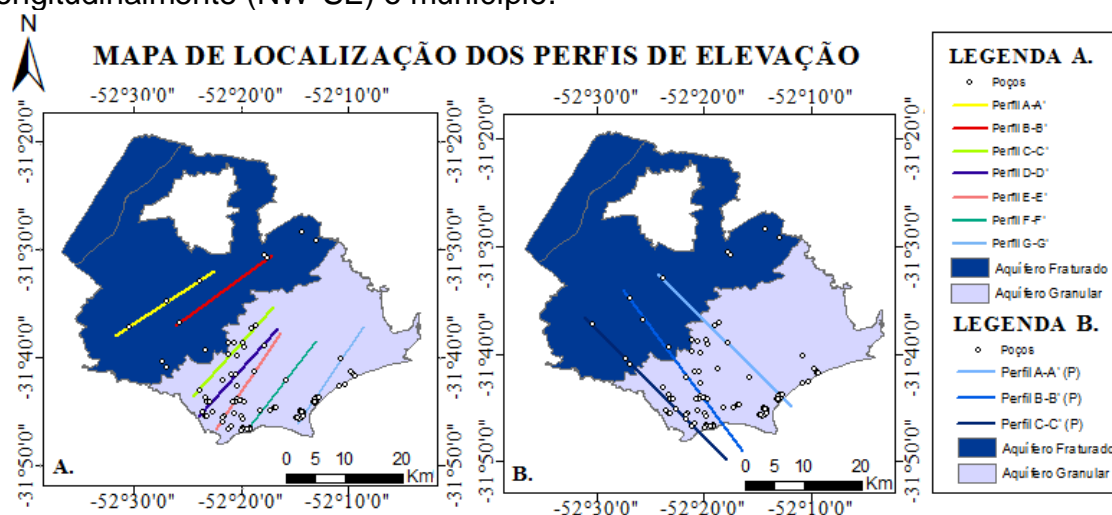 ongitudinalmente (NW-SE) o município.
N
MAPA DE LOCALIZAÇÃO DOS PERFIS DE ELEVAÇÃO
-52°30'0" -52°20'0" -52°10'0"
-31°20'0"
-31°30'0"
-31°40'0"
-31°50'0"
A.
0 5 10 20
Km
-52°30'0" -52°20'0" -52°10'0"
-52°30'0" -52°20'0" -52°10'0"
-31°20'0"
-31°30'0"
-31°40'0"
-31°50'0"
-31°20'0"
-31°30'0"
-31°40'0"
-31°50'0"
B.
0 5 10 20
Km
-52°30'0" -52°20'0" -52°10'0"
-31°20'0"
-31°30'0"
-31°40'0"
-31°50'0"
LEGENDA A.
Poços
Perfil A-A'
Perfil B-B'
Perfil C-C'
Perfil D-D'
Perfil E-E'
Perfil F-F'
Perfil G-G'
Aquífero Fraturado
Aquífero Granular
LEGENDA B.
Poços
Perfil A-A' (P)
Perfil B-B' (P)
Perfil C-C' (P)
Aquífero Fraturado
Aquífero Granular